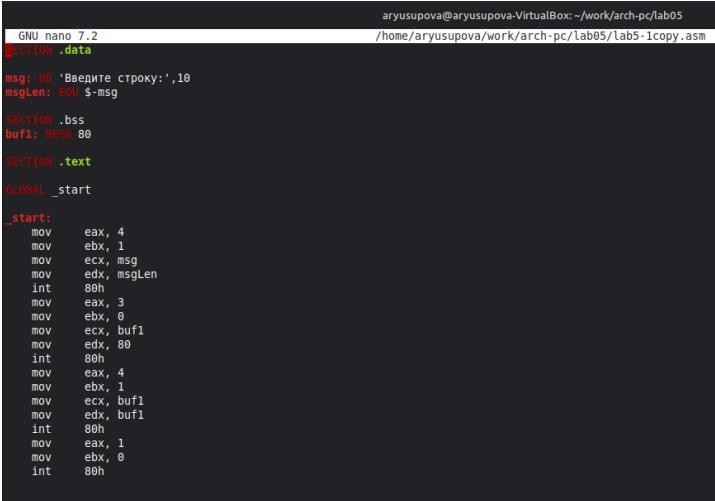 aryusupova@aryusupova-VirtualBox: ~/work/arch-pc/lab05
GNU nano 7.2 /home/aryusupova/work/arch-pc/lab05/lab5-1copy.asm
SECTION .data
msg: DB 'Введите строку:',10
msgLen: EQU $-msg
SECTION .bss
buf1: RESB 80
SECTION .text
GLOBAL _start
_start:
mov eax, 4
mov ebx, 1
mov ecx, msg
mov edx, msgLen
int 80h
mov eax, 3
mov ebx, 0
mov ecx, buf1
mov edx, 80
int 80h
mov eax, 4
mov ebx, 1
mov ecx, buf1
mov edx, buf1
int 80h
mov eax, 1
mov ebx, 0
int 80h